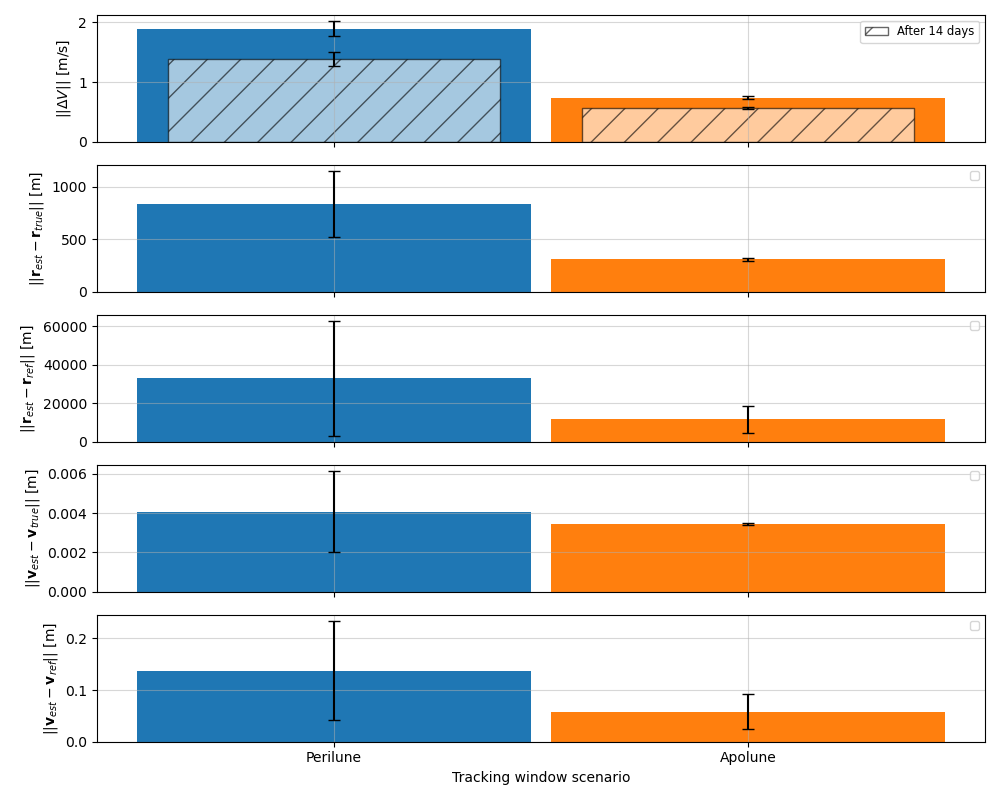 ||ΔV|| [m/s]
2
1
0
After 14 days
||r_est − r_true|| [m]
1000
500
0
||r_est − r_ref|| [m]
60000
40000
20000
0
||v_est − v_true|| [m]
0.006
0.004
0.002
0.000
||v_est − v_ref|| [m]
0.2
0.1
0.0
Perilune Apolune
Tracking window scenario